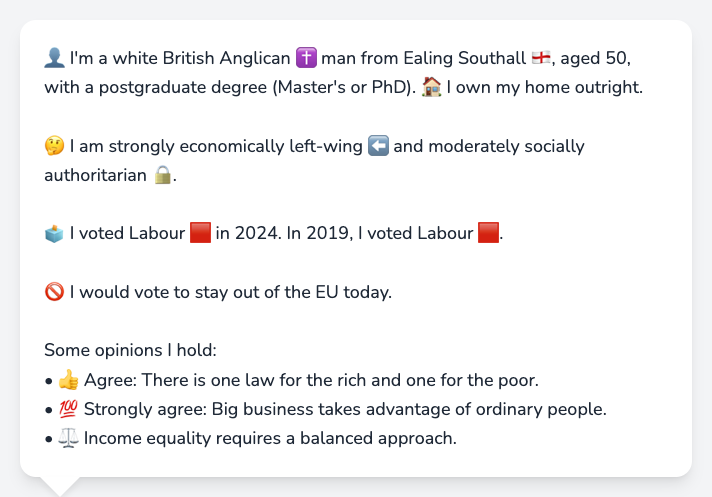 👤 I'm a white British Anglican ✝️ man from Ealing Southall 🏴󠁧󠁢󠁥󠁮󠁧󠁿, aged 50,
with a postgraduate degree (Master's or PhD). 🏠 I own my home outright.
🤔 I am strongly economically left-wing ⬅️ and moderately socially
authoritarian 🔒.
🗳️ I voted Labour 🟥 in 2024. In 2019, I voted Labour 🟥.
🚫 I would vote to stay out of the EU today.
Some opinions I hold:
• 👍 Agree: There is one law for the rich and one for the poor.
• 💯 Strongly agree: Big business takes advantage of ordinary people.
• ⚖️ Income equality requires a balanced approach.